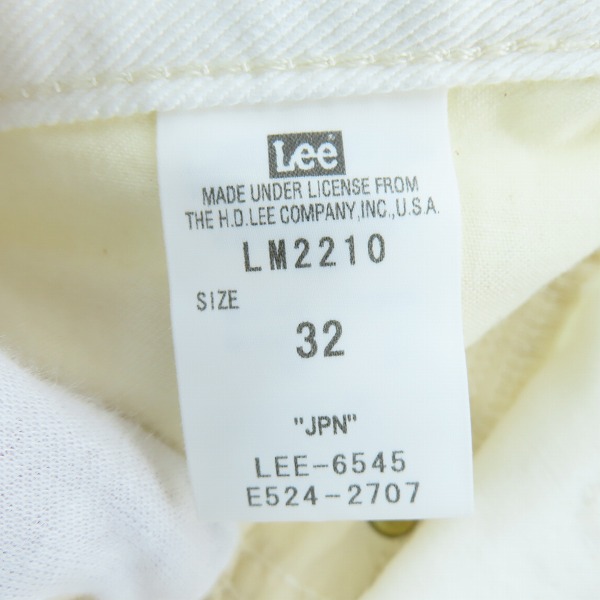 Lee
MADE UNDER LICENSE FROM
THE H.D.LEE COMPANY,INC.,U.S.A.
LM2210
SIZE
32
"JPN"
LEE-6545
E524-2707